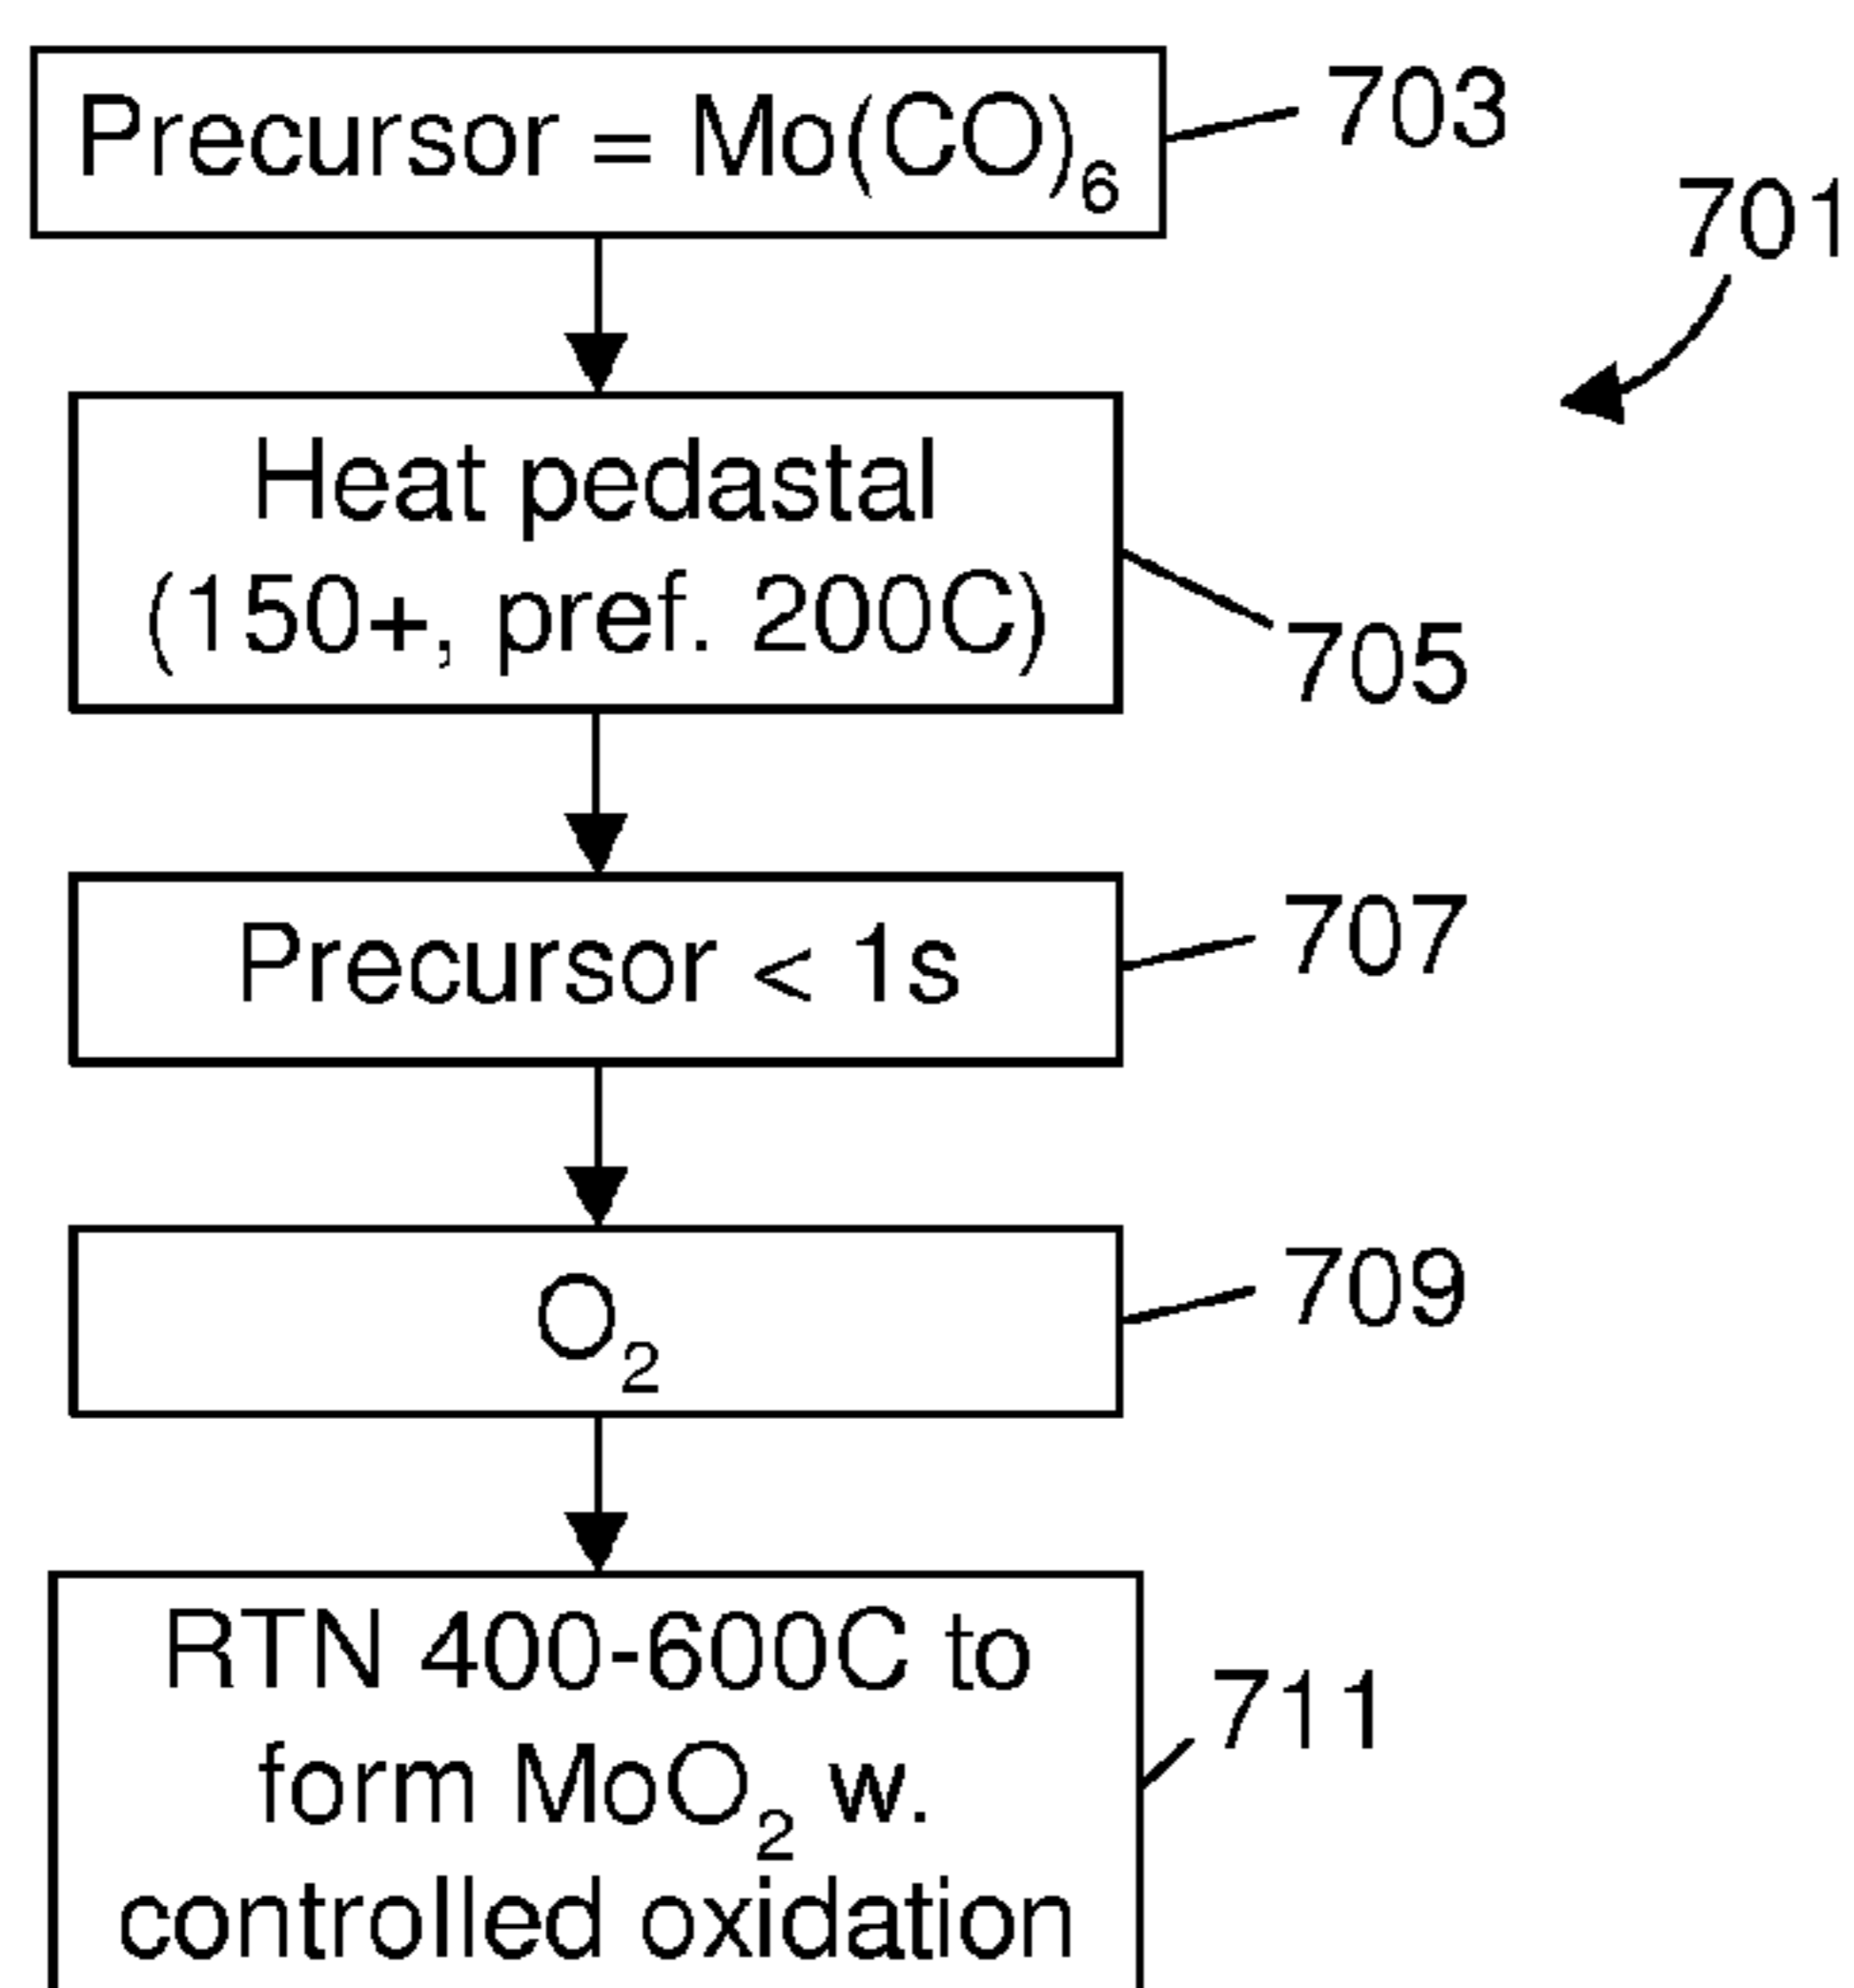 Precursor = Mo(CO)₆
703
701
Heat pedastal
(150+, pref. 200C)
705
Precursor < 1s
707
O₂
709
RTN 400-600C to
form MoO₂ w.
controlled oxidation
711